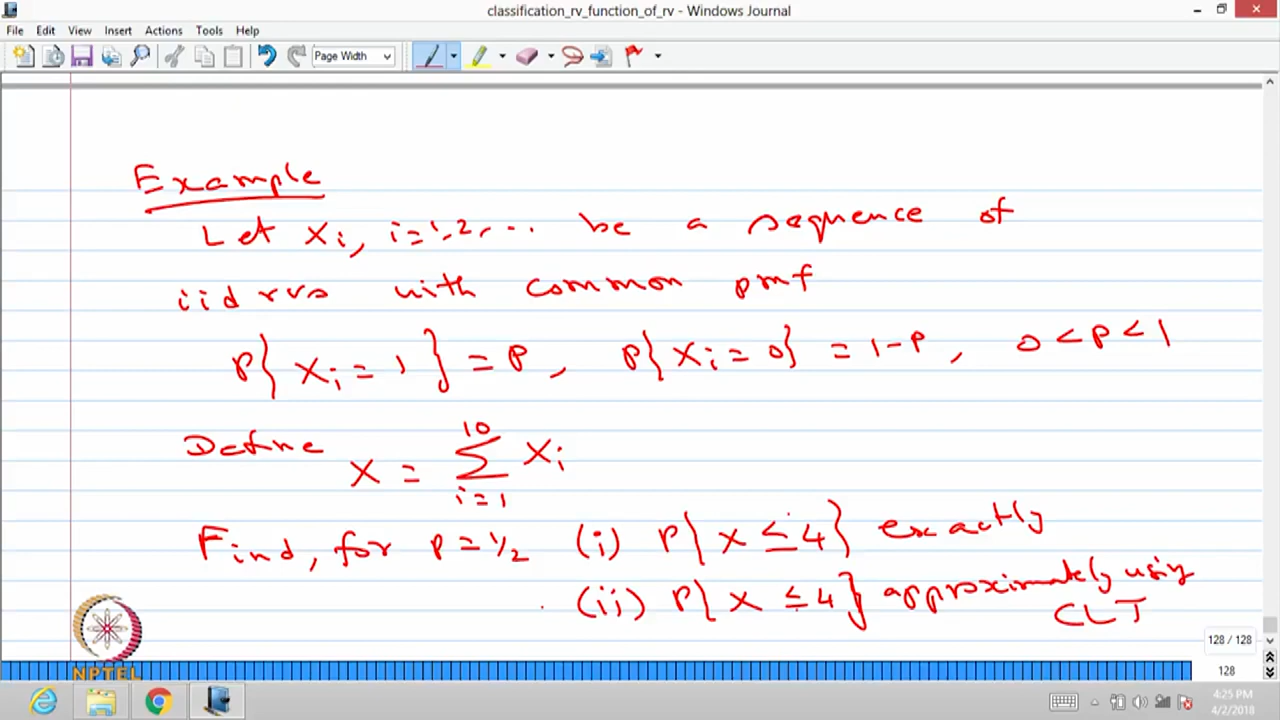 classification_rv_function_of_rv - Windows Journal
File Edit View Insert Actions Tools Help
Page Width
Example
Let Xi, i=1,2,... be a sequence of
iid rvs with common pmf
P{Xi = 1} = p, P{Xi = 0} = 1-p, 0 < p < 1
Define X = ∑_{i=1}^{10} Xi
Find, for p = 1/2 (i) P{X ≤ 4} exactly
(ii) P{X ≤ 4} approximately using
CLT
NPTEL
128 / 128
128
4:25 PM
4/2/2018